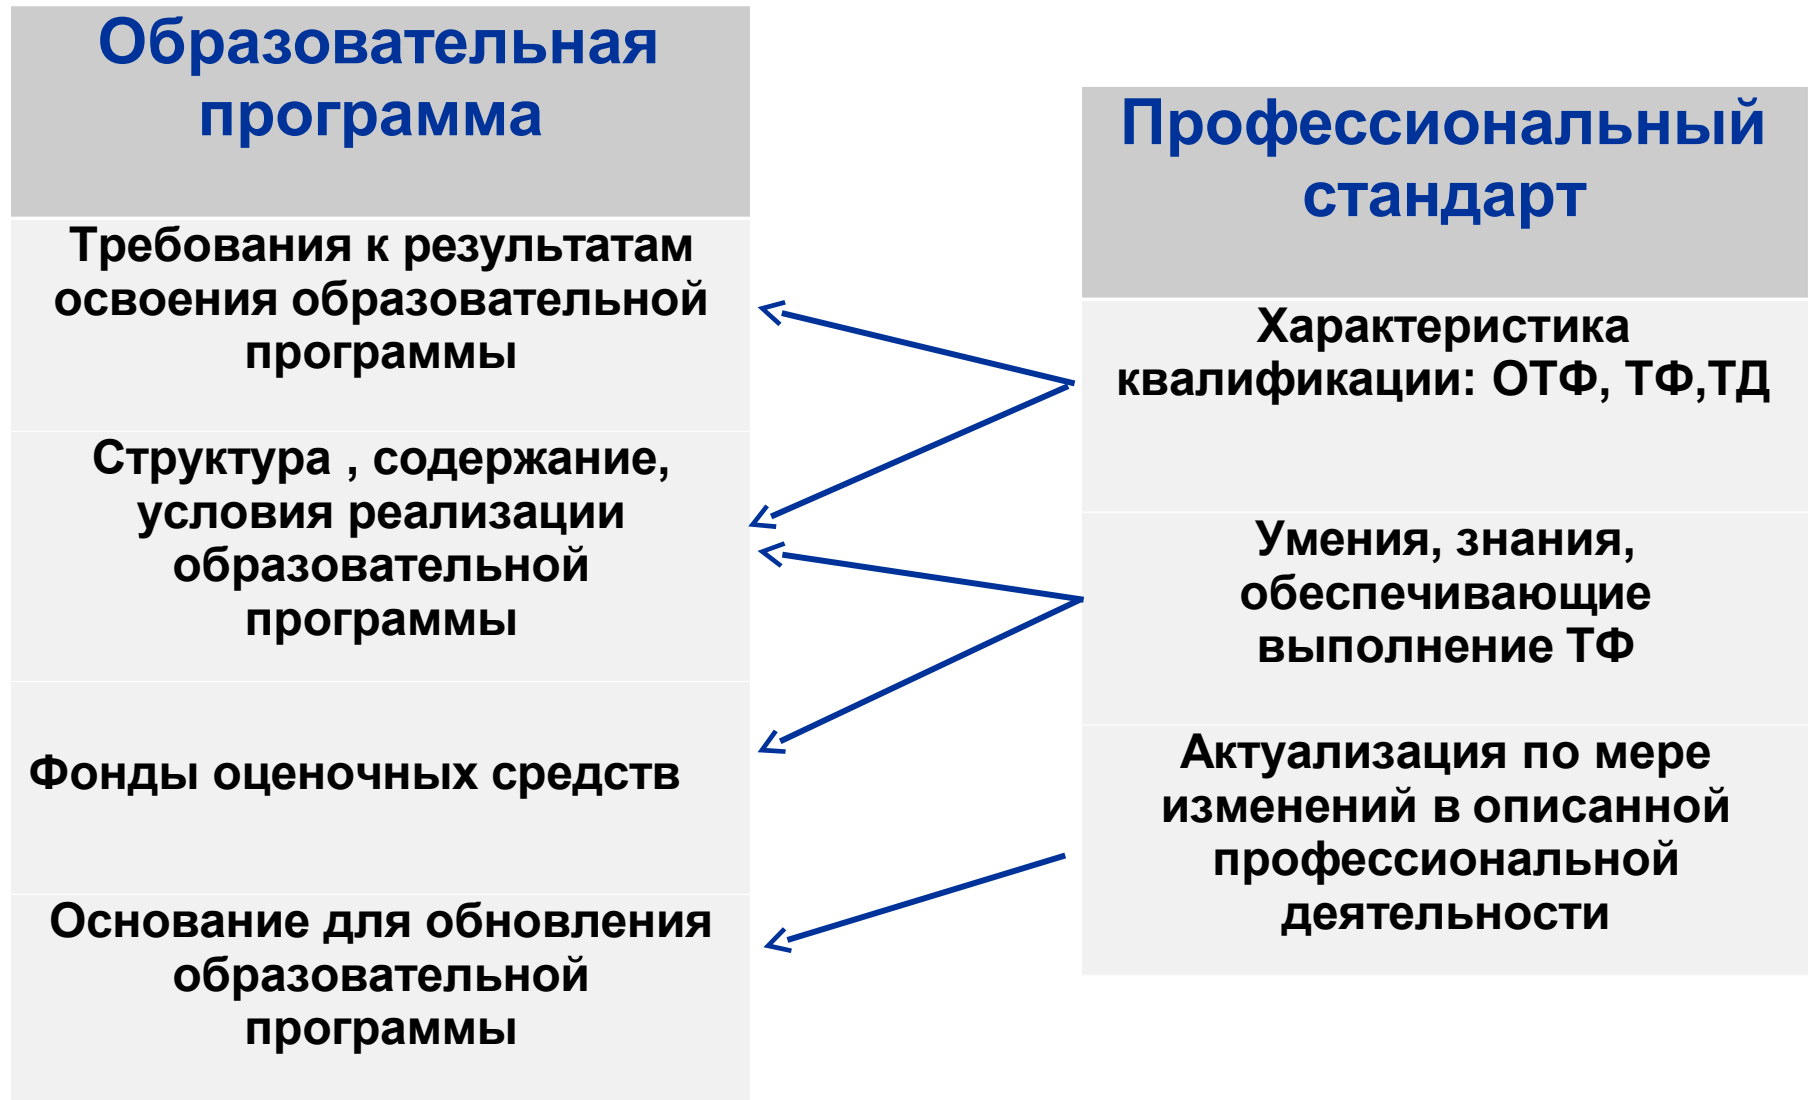 Образовательная
программа
Требования к результатам
освоения образовательной
программы
Структура , содержание,
условия реализации
образовательной
программы
Фонды оценочных средств
Основание для обновления
образовательной
программы
Профессиональный
стандарт
Характеристика
квалификации: ОТФ, ТФ,ТД
Умения, знания,
обеспечивающие
выполнение ТФ
Актуализация по мере
изменений в описанной
профессиональной
деятельности